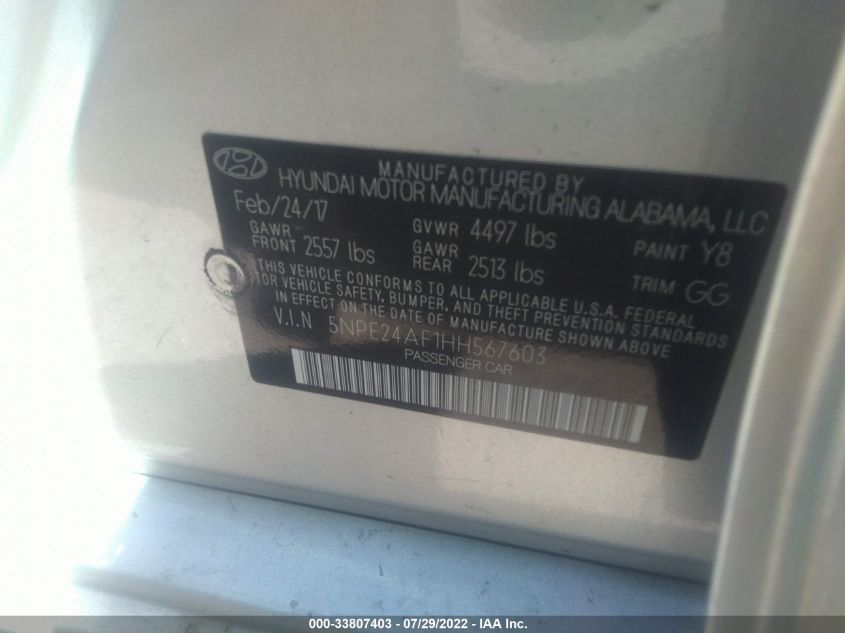 MANUFACTURED BY
HYUNDAI MOTOR MANUFACTURING ALABAMA, LLC
Feb/24/17
GAWR FRONT 2557 lbs
GVWR 4497 lbs
GAWR REAR 2513 lbs
PAINT Y8
TRIM GG
THIS VEHICLE CONFORMS TO ALL APPLICABLE U.S.A. FEDERAL
MOTOR VEHICLE SAFETY, BUMPER, AND THEFT PREVENTION STANDARDS
IN EFFECT ON THE DATE OF MANUFACTURE SHOWN ABOVE
V.I.N 5NPE24AF1HH567603
PASSENGER CAR
000-33807403 - 07/29/2022 - IAA Inc.